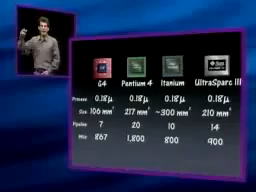 G4 Pentium 4 Itanium UltraSparc III
Process 0.18µ 0.18µ 0.18µ 0.18µ
Size 106 mm² 217 mm² ~300 mm² 210 mm²
Pipeline 7 20 10 14
MHz 867 1,800 800 900